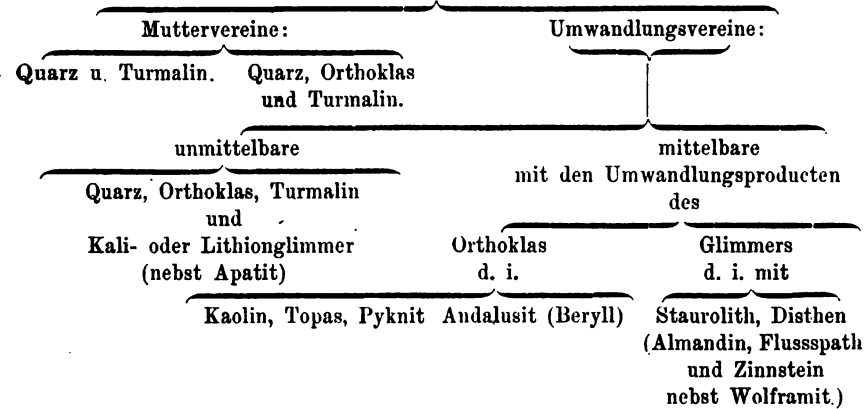 Muttervereine: Umwandlungsvereine:
Quarz u. Turmalin. Quarz, Orthoklas
und Turmalin.
unmittelbare mittelbare
mit den Umwandlungsproducten
des
Quarz, Orthoklas, Turmalin
und
Kali- oder Lithionglimmer
(nebst Apatit)
Orthoklas Glimmers
d. i. d. i. mit
Kaolin, Topas, Pyknit Andalusit (Beryll)
Staurolith, Disthen
(Almandin, Flussspath
und Zinnstein
nebst Wolframit.)